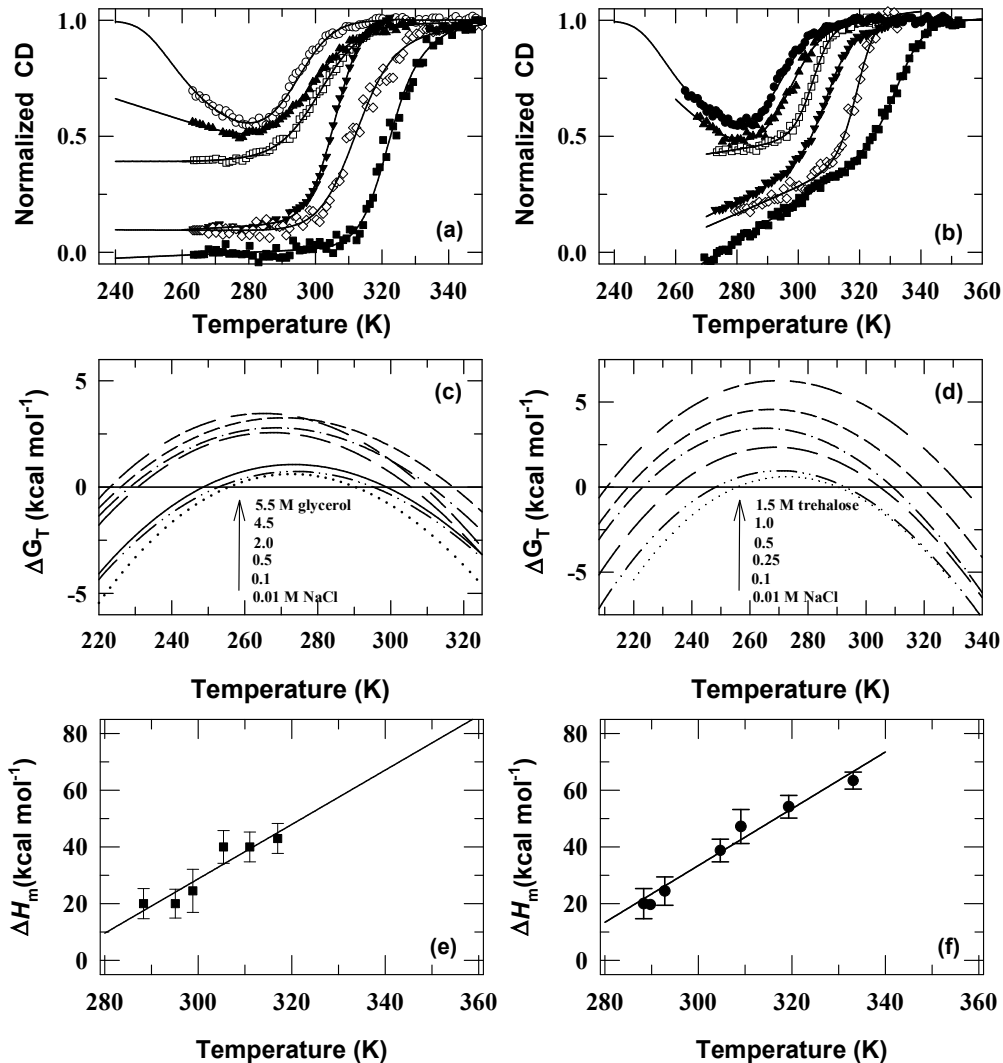 1.0
0.5
0.0
Normalized CD
(a)
240 260 280 300 320 340 360
Temperature (K)
1.0
0.5
0.0
Normalized CD
(b)
240 260 280 300 320 340 360
Temperature (K)
5
0
-5
ΔG_T (kcal mol⁻¹)
(c)
5.5 M glycerol
4.5
2.0
0.5
0.1
0.01 M NaCl
220 240 260 280 300 320
Temperature (K)
5
0
-5
ΔG_T (kcal mol⁻¹)
(d)
1.5 M trehalose
1.0
0.5
0.25
0.1
0.01 M NaCl
220 240 260 280 300 320 340
Temperature (K)
80
60
40
20
0
ΔH_m(kcal mol⁻¹)
(e)
280 300 320 340 360
Temperature (K)
80
60
40
20
0
ΔH_m(kcal mol⁻¹)
(f)
280 300 320 340 360
Temperature (K)